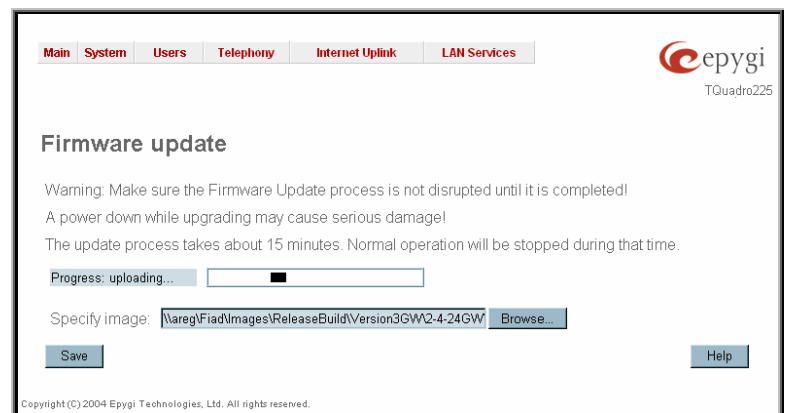 Main System Users Telephony Internet Uplink LAN Services
epygi
TQuadro225
Firmware update
Warning: Make sure the Firmware Update process is not disrupted until it is completed!
A power down while upgrading may cause serious damage!
The update process takes about 15 minutes. Normal operation will be stopped during that time.
Progress: uploading...
Specify image: \\areg\Fiad\Images\ReleaseBuild\Version3GW\2-4-24GW Browse...
Save Help
Copyright (C) 2004 Epygi Technologies, Ltd. All rights reserved.